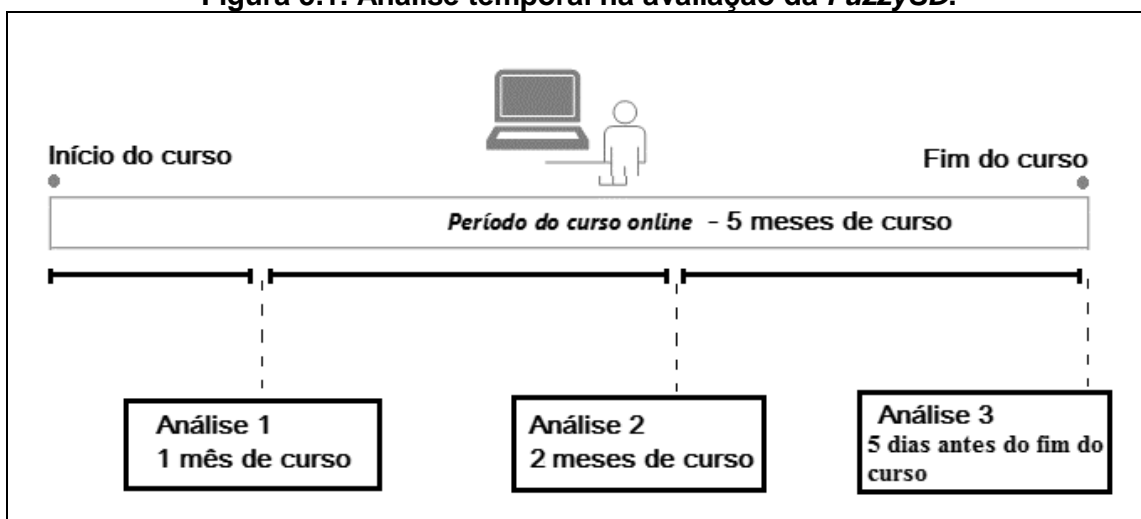 Figura Análise temporal na avaliação da FuzzySD.
Início do curso
Fim do curso
Período do curso online - 5 meses de curso
Análise 1
1 mês de curso
Análise 2
2 meses de curso
Análise 3
5 dias antes do fim do
curso